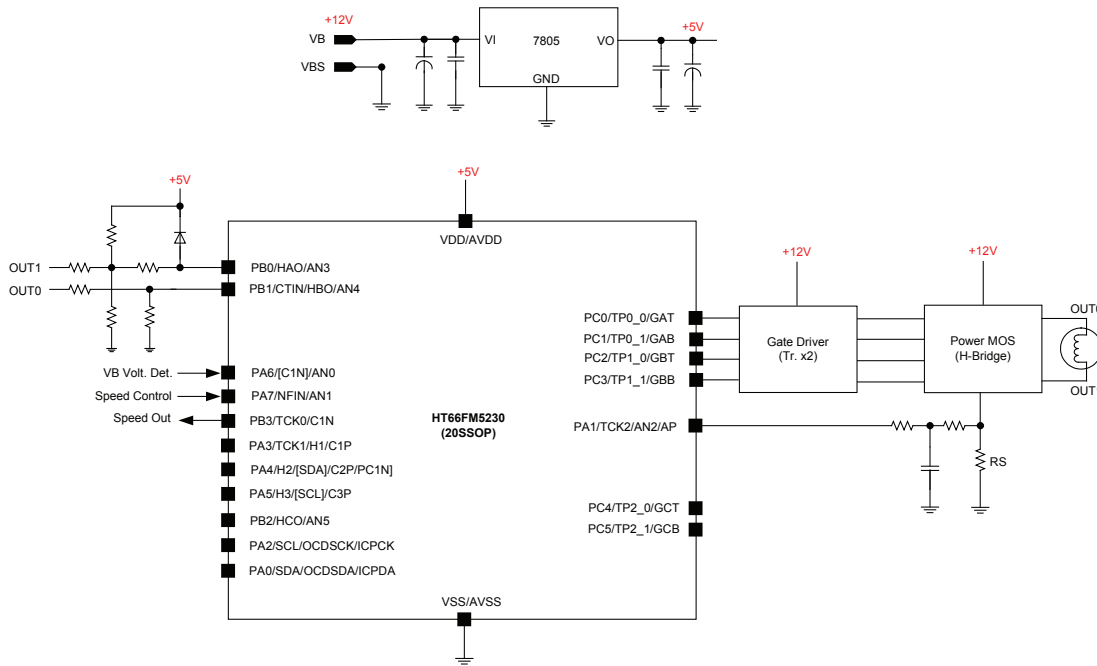 +12V
VB
VBS
VI
7805
VO
GND
+5V
+5V
+5V
VDD/AVDD
OUT1
OUT0
PB0/HAO/AN3
PB1/CTIN/HBO/AN4
VB Volt. Det.
PA6/[C1N]/AN0
Speed Control
PA7/NFIN/AN1
Speed Out
PB3/TCK0/C1N
PA3/TCK1/H1/C1P
PA4/H2/[SDA]/C2P/PC1N]
PA5/H3/[SCL]/C3P
PB2/HCO/AN5
PA2/SCL/OCDSCK/ICPCK
PA0/SDA/OCDSDA/ICPDA
HT66FM5230
(20SSOP)
VSS/AVSS
PC0/TP0_0/GAT
PC1/TP0_1/GAB
PC2/TP1_0/GBT
PC3/TP1_1/GBB
PA1/TCK2/AN2/AP
PC4/TP2_0/GCT
PC5/TP2_1/GCB
+12V
Gate Driver
(Tr. x2)
+12V
Power MOS
(H-Bridge)
OUT0
OUT1
RS